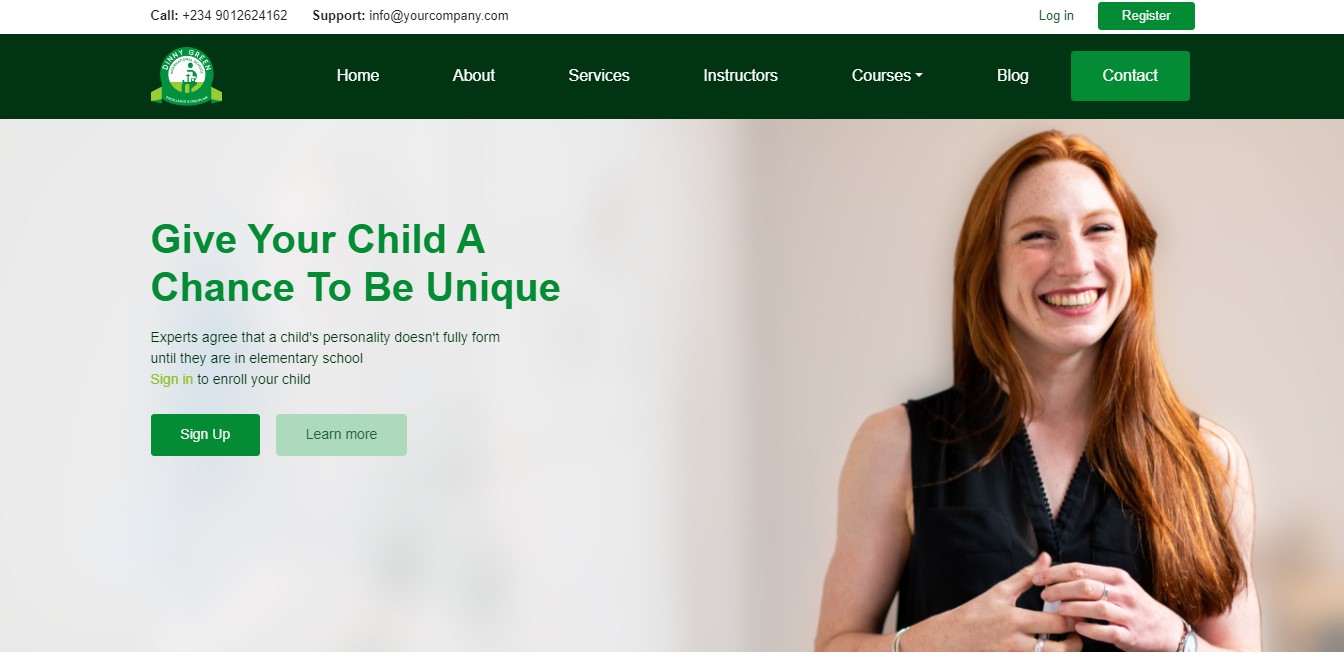 Call: +234 9012624162 Support: info@yourcompany.com Log in Register
DINNY GREEN
Home About Services Instructors Courses Blog Contact
Give Your Child A
Chance To Be Unique
Experts agree that a child's personality doesn't fully form
until they are in elementary school
Sign in to enroll your child
Sign Up Learn more